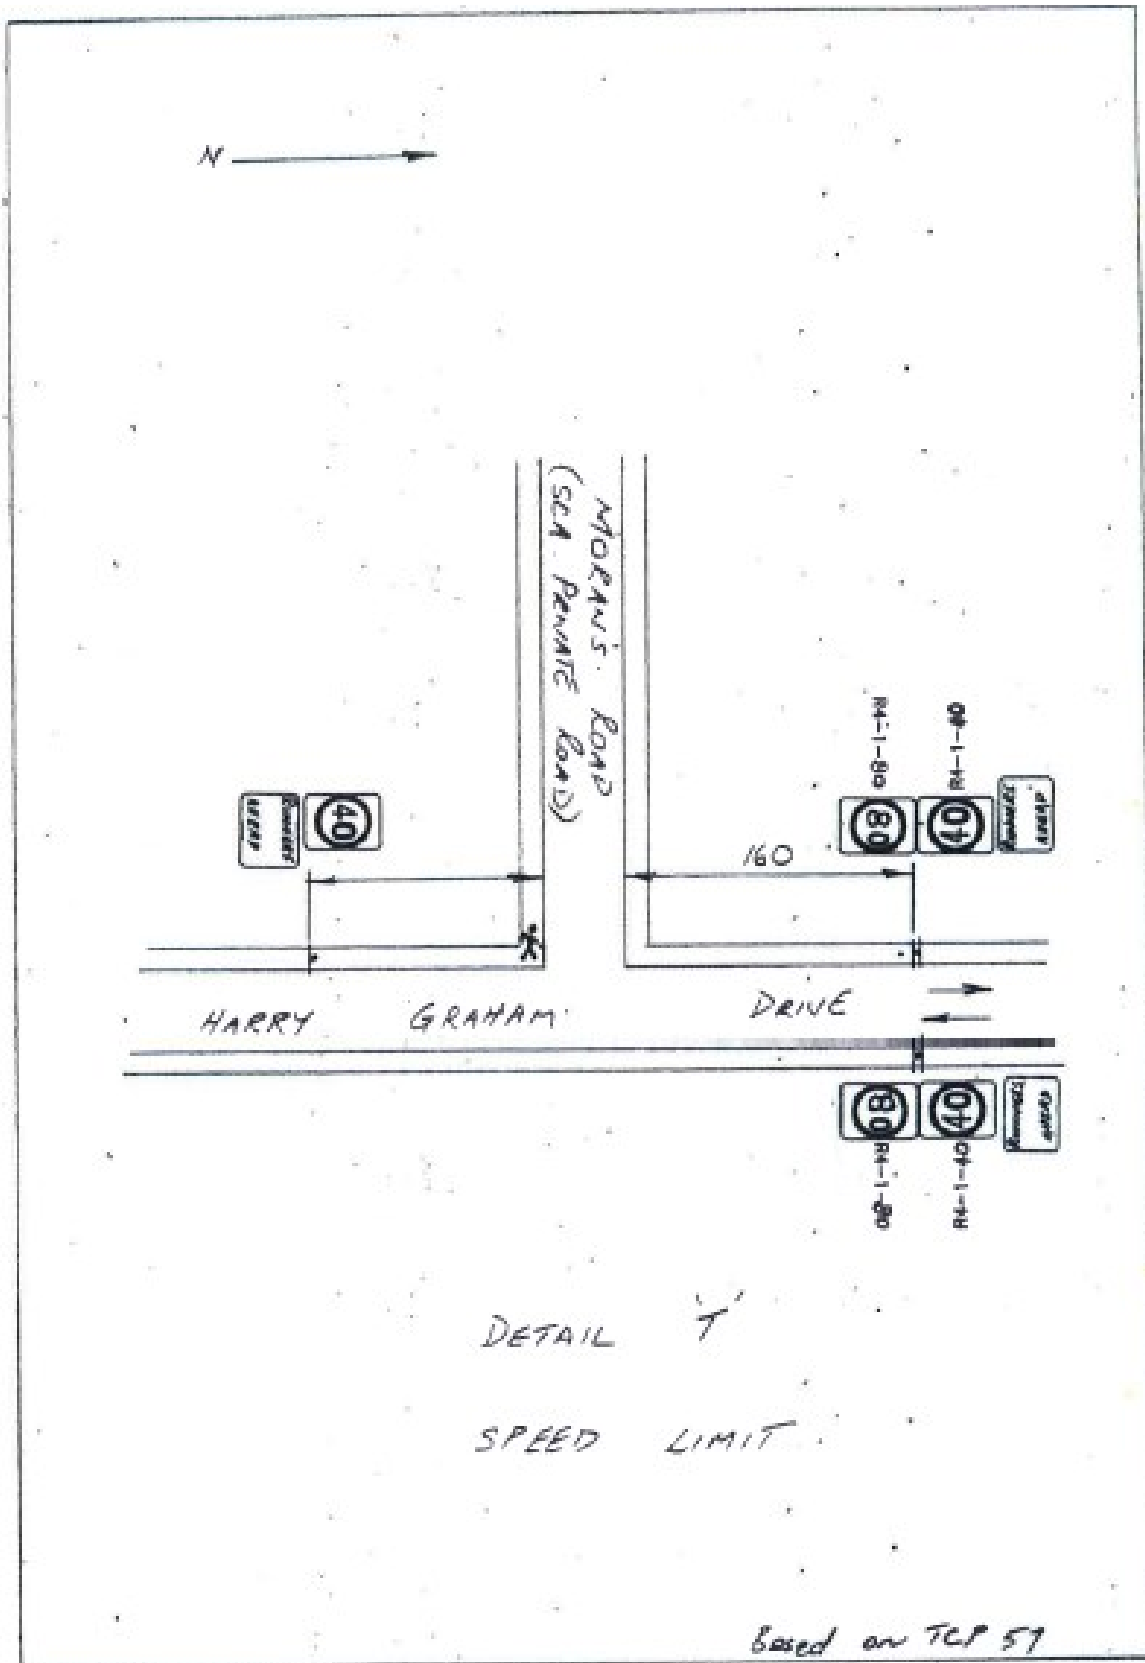 N
MORANS. ROAD
(SCA PRIVATE ROAD)
R4-1-80
R4-1-40
80
40
40
160
HARRY GRAHAM. DRIVE
80
40
R4-1-80
R4-1-40
DETAIL 'T'
SPEED LIMIT
based on TCP 59